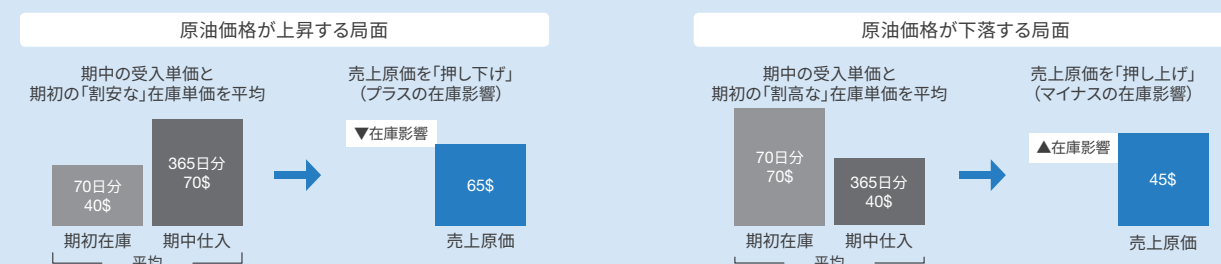 原油価格が上昇する局面
期中の受入単価と
期初の「割安な」在庫単価を平均
売上原価を「押し下げ」
（プラスの在庫影響）
▼在庫影響
70日分
40$
365日分
70$
65$
期初在庫
期中仕入
売上原価
平均
原油価格が下落する局面
期中の受入単価と
期初の「割高な」在庫単価を平均
売上原価を「押し上げ」
（マイナスの在庫影響）
▲在庫影響
70日分
70$
365日分
40$
45$
期初在庫
期中仕入
売上原価
平均